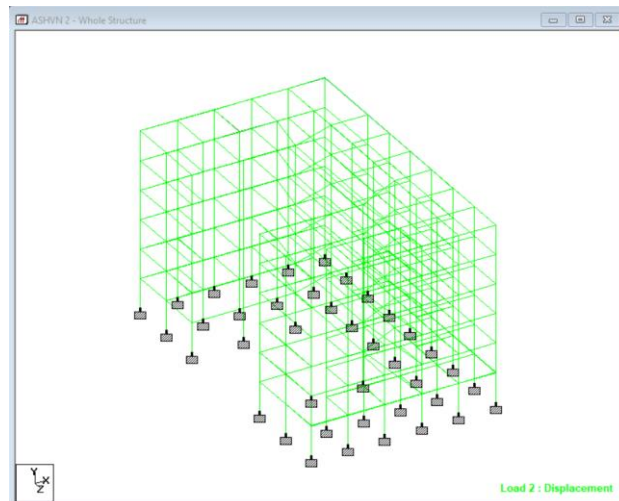 ASHVN 2 - Whole Structure
Y
X
Z
Load 2 : Displacement